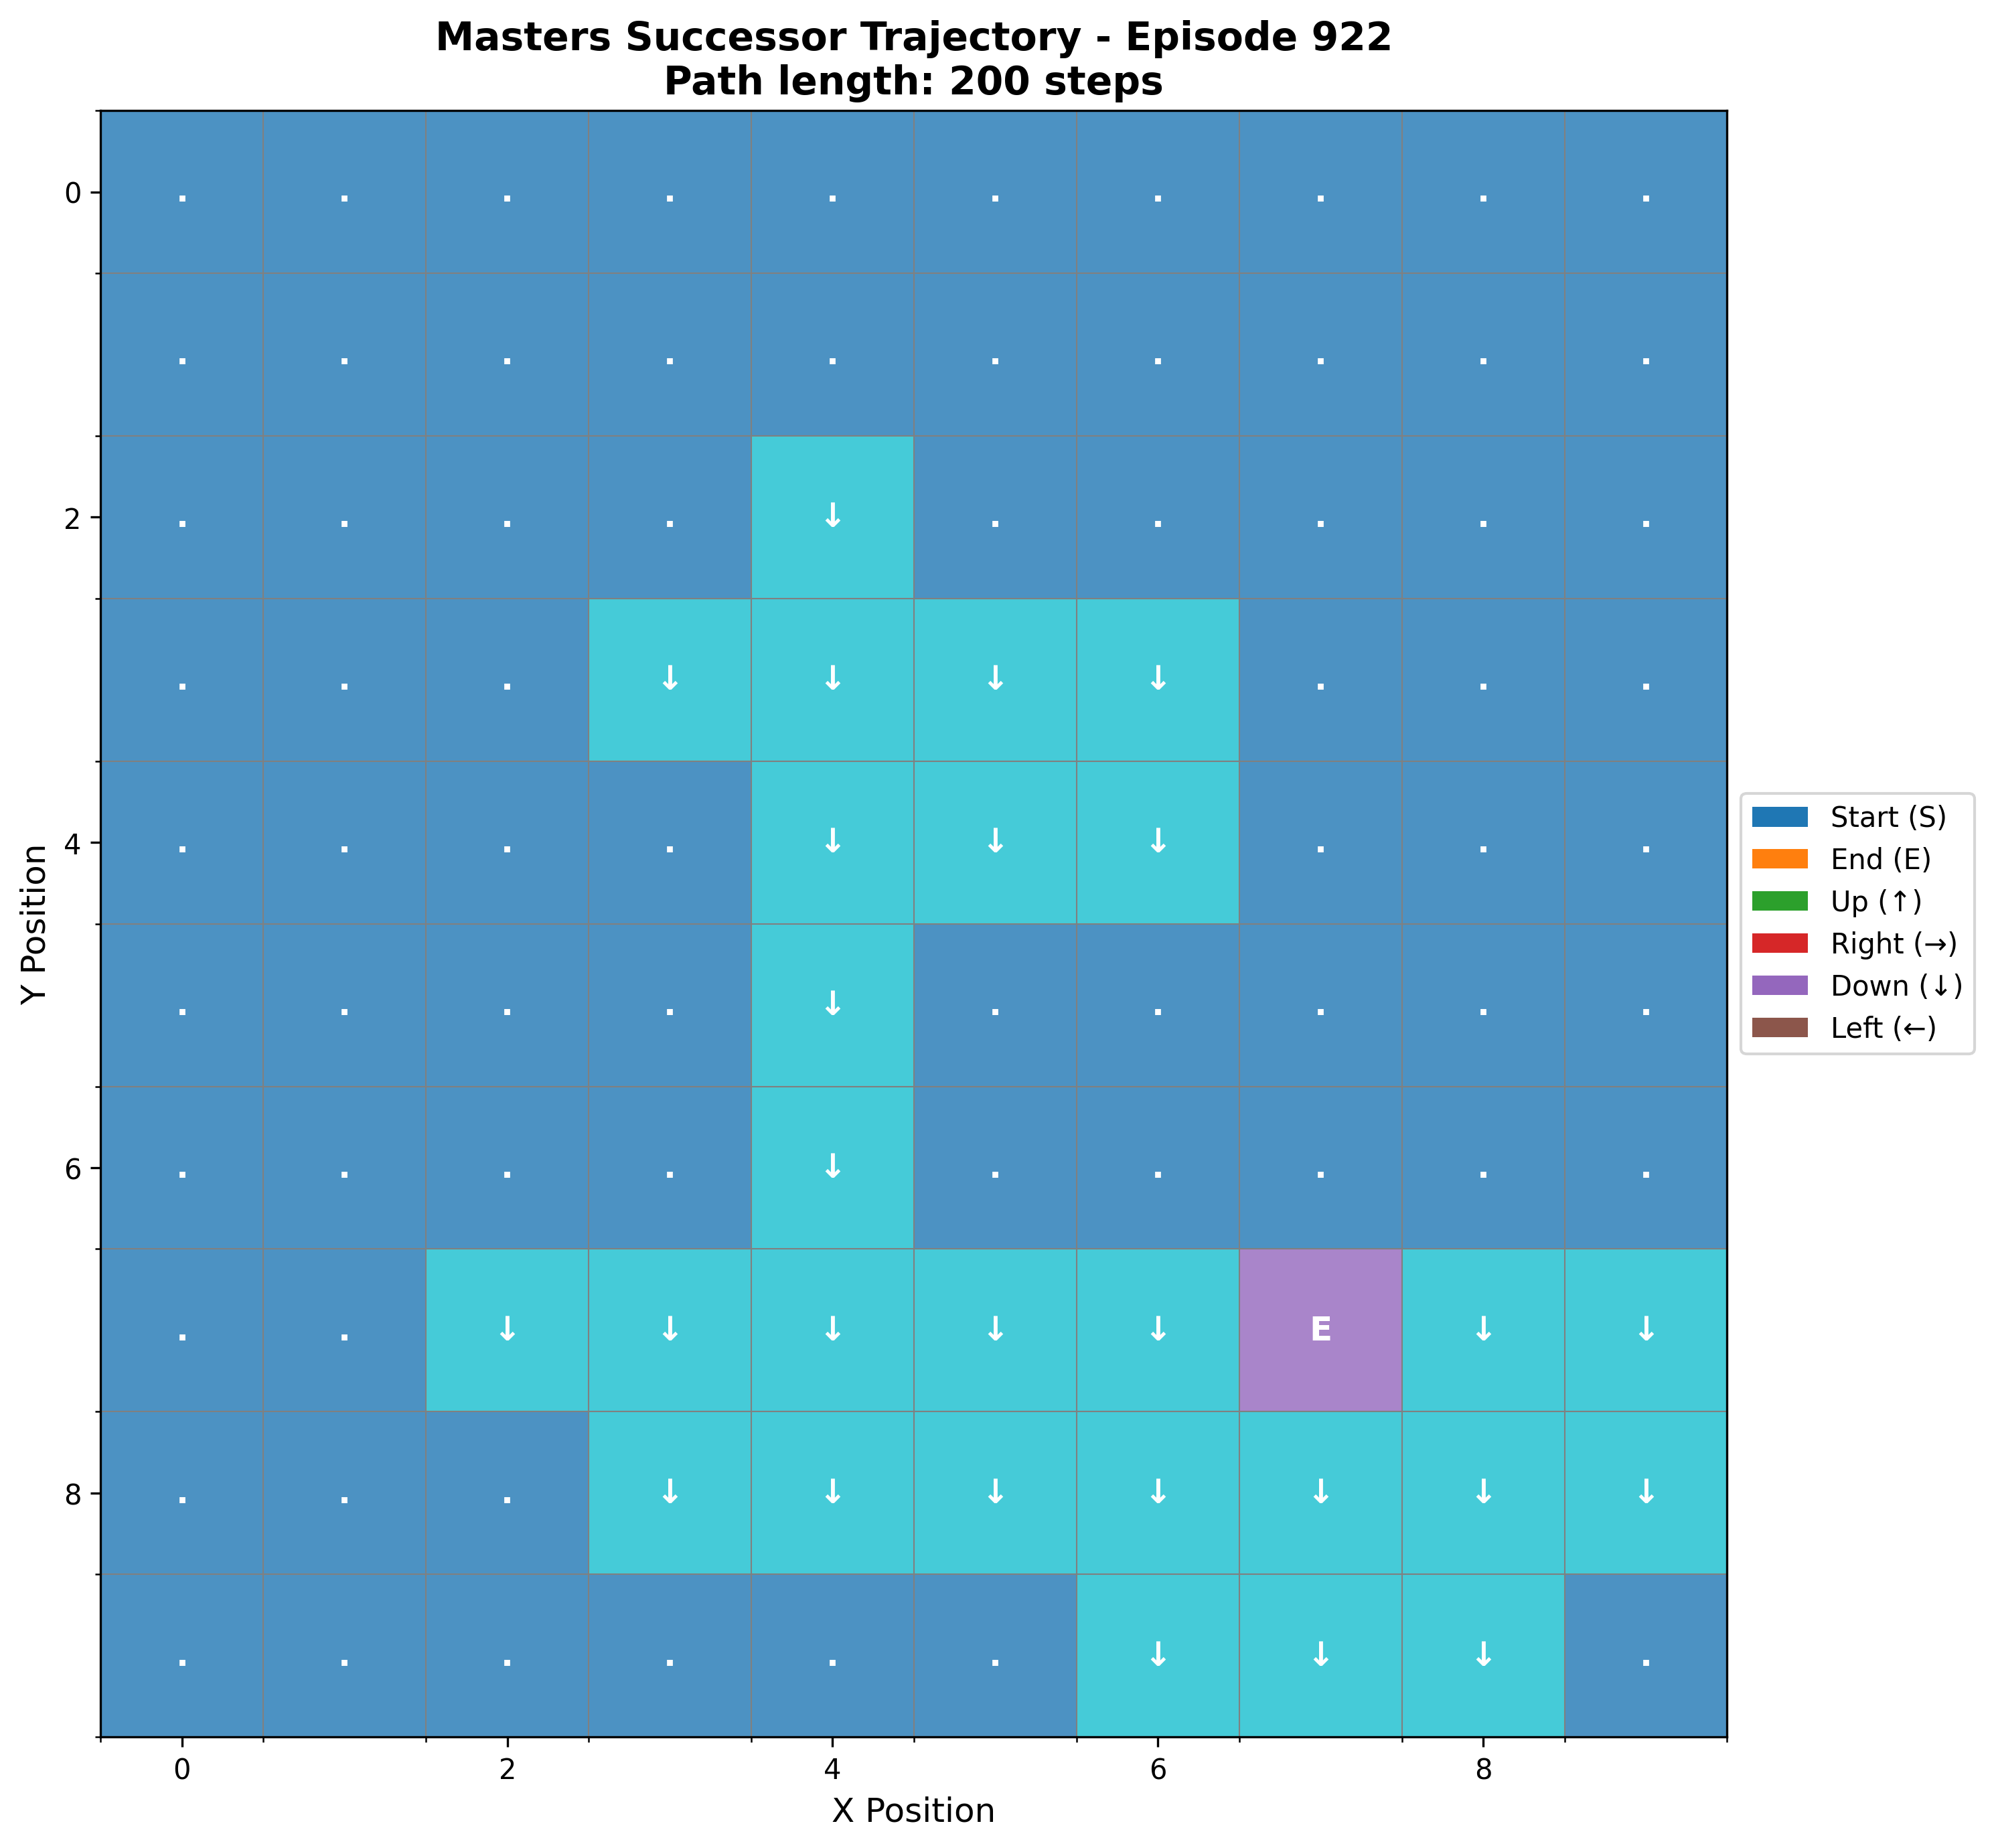 Masters Successor Trajectory - Episode 922
Path length: 200 steps
0 . . . . . . . . . .
. . . . . . . . . .
2 . . . . ↓ . . . . .
. . . ↓ ↓ ↓ ↓ . . .
4 . . . . ↓ ↓ ↓ . . .
. . . . ↓ . . . . .
6 . . . . ↓ . . . . .
. . ↓ ↓ ↓ ↓ ↓ E ↓ ↓
8 . . . ↓ ↓ ↓ ↓ ↓ ↓ ↓
. . . . . . ↓ ↓ ↓ .
0 2 4 6 8
X Position
Y Position
Start (S)
End (E)
Up (↑)
Right (→)
Down (↓)
Left (←)